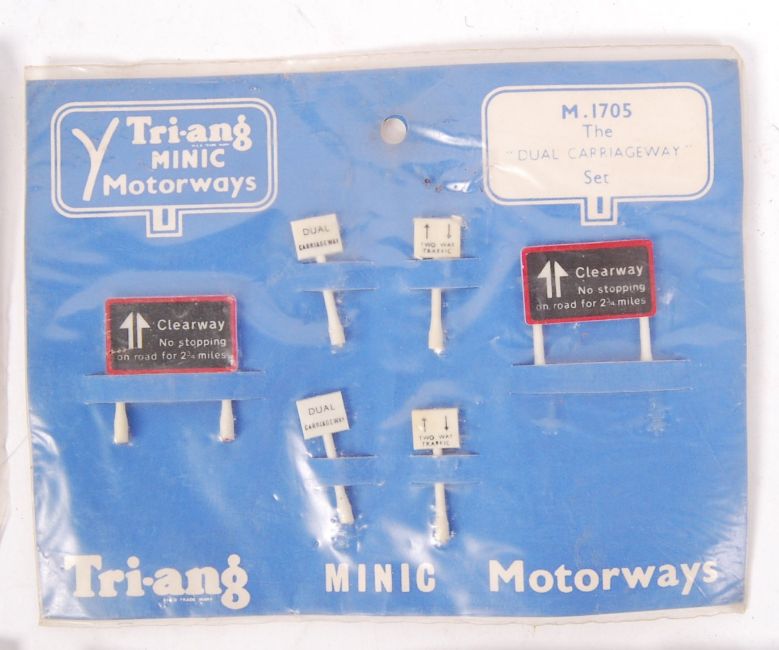 Tri-ang
MINIC
Motorways
M.1705
The
"DUAL CARRIAGEWAY"
Set
DUAL
CARRIAGEWAY
TWO WAY
TRAFFIC
Clearway
No stopping
on road for 2¾ miles
Clearway
No stopping
on road for 2¾ miles
DUAL
CARRIAGEWAY
TWO WAY
TRAFFIC
Tri-ang MINIC Motorways